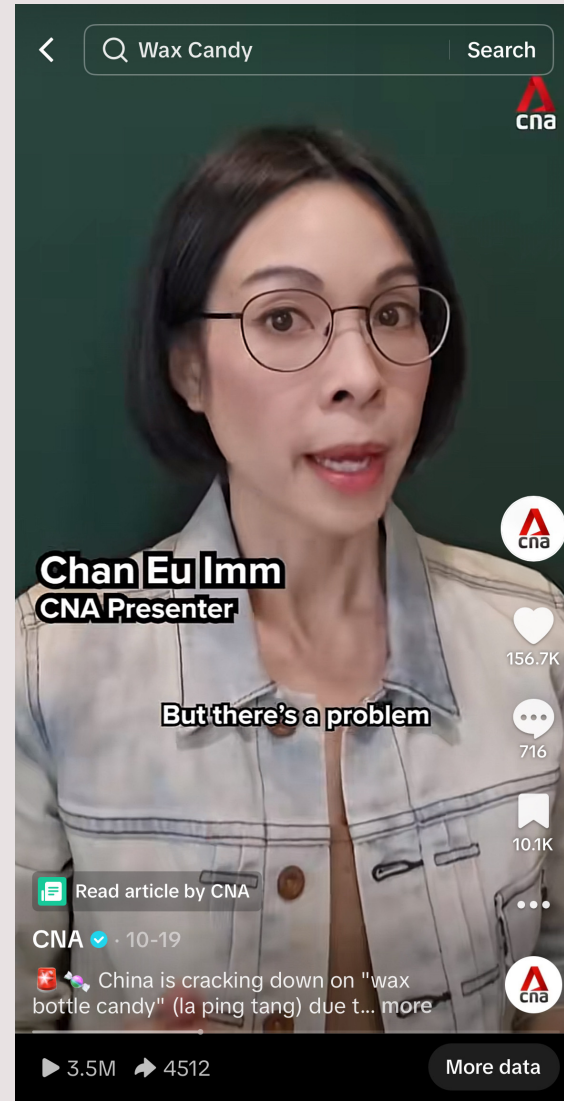 Wax Candy
Search
cna
Chan Eu Imm
CNA Presenter
cna
156.7K
But there's a problem
716
10.1K
Read article by CNA
CNA · 10-19
🚨 🍬 China is cracking down on "wax
bottle candy" (la ping tang) due t... more
cna
3.5M
4512
More data